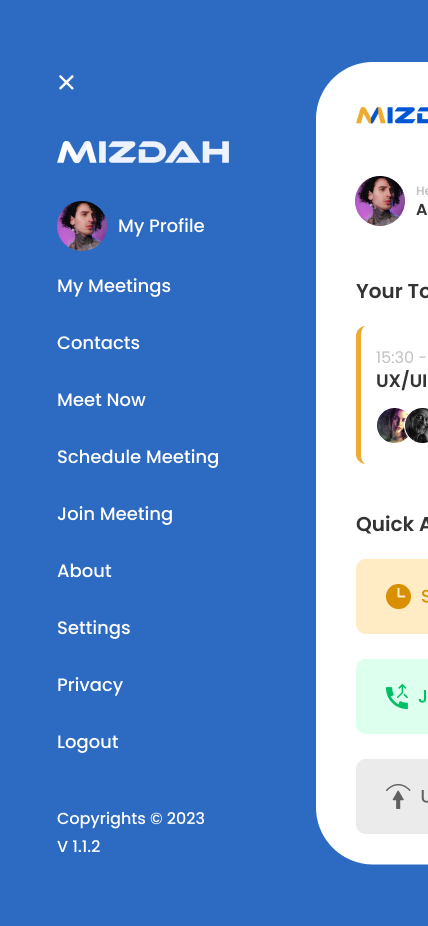 MIZDAH
My Profile
My Meetings
Contacts
Meet Now
Schedule Meeting
Join Meeting
About
Settings
Privacy
Logout
Copyrights © 2023
V 1.1.2
He
A
Your To
15:30 -
UX/UI
Quick A
S
J
U